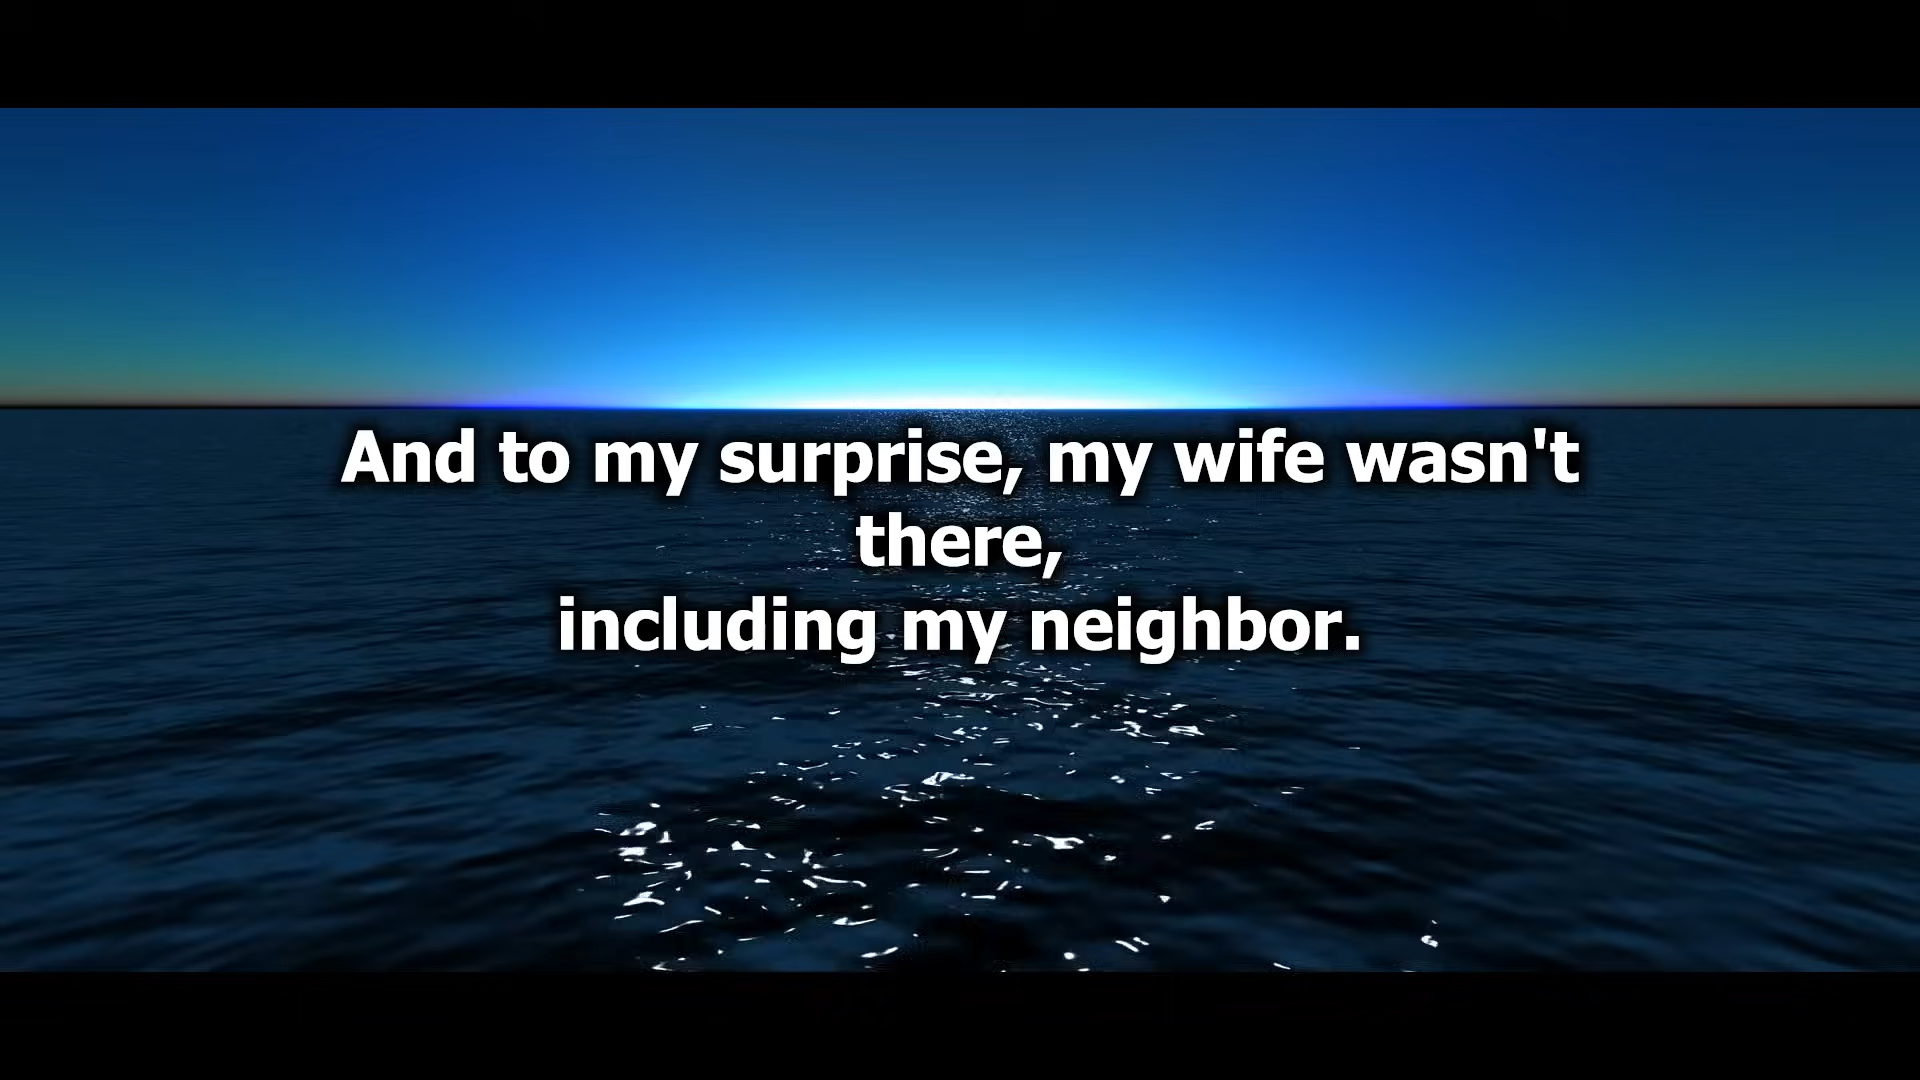 And to my surprise, my wife wasn't
there,
including my neighbor.